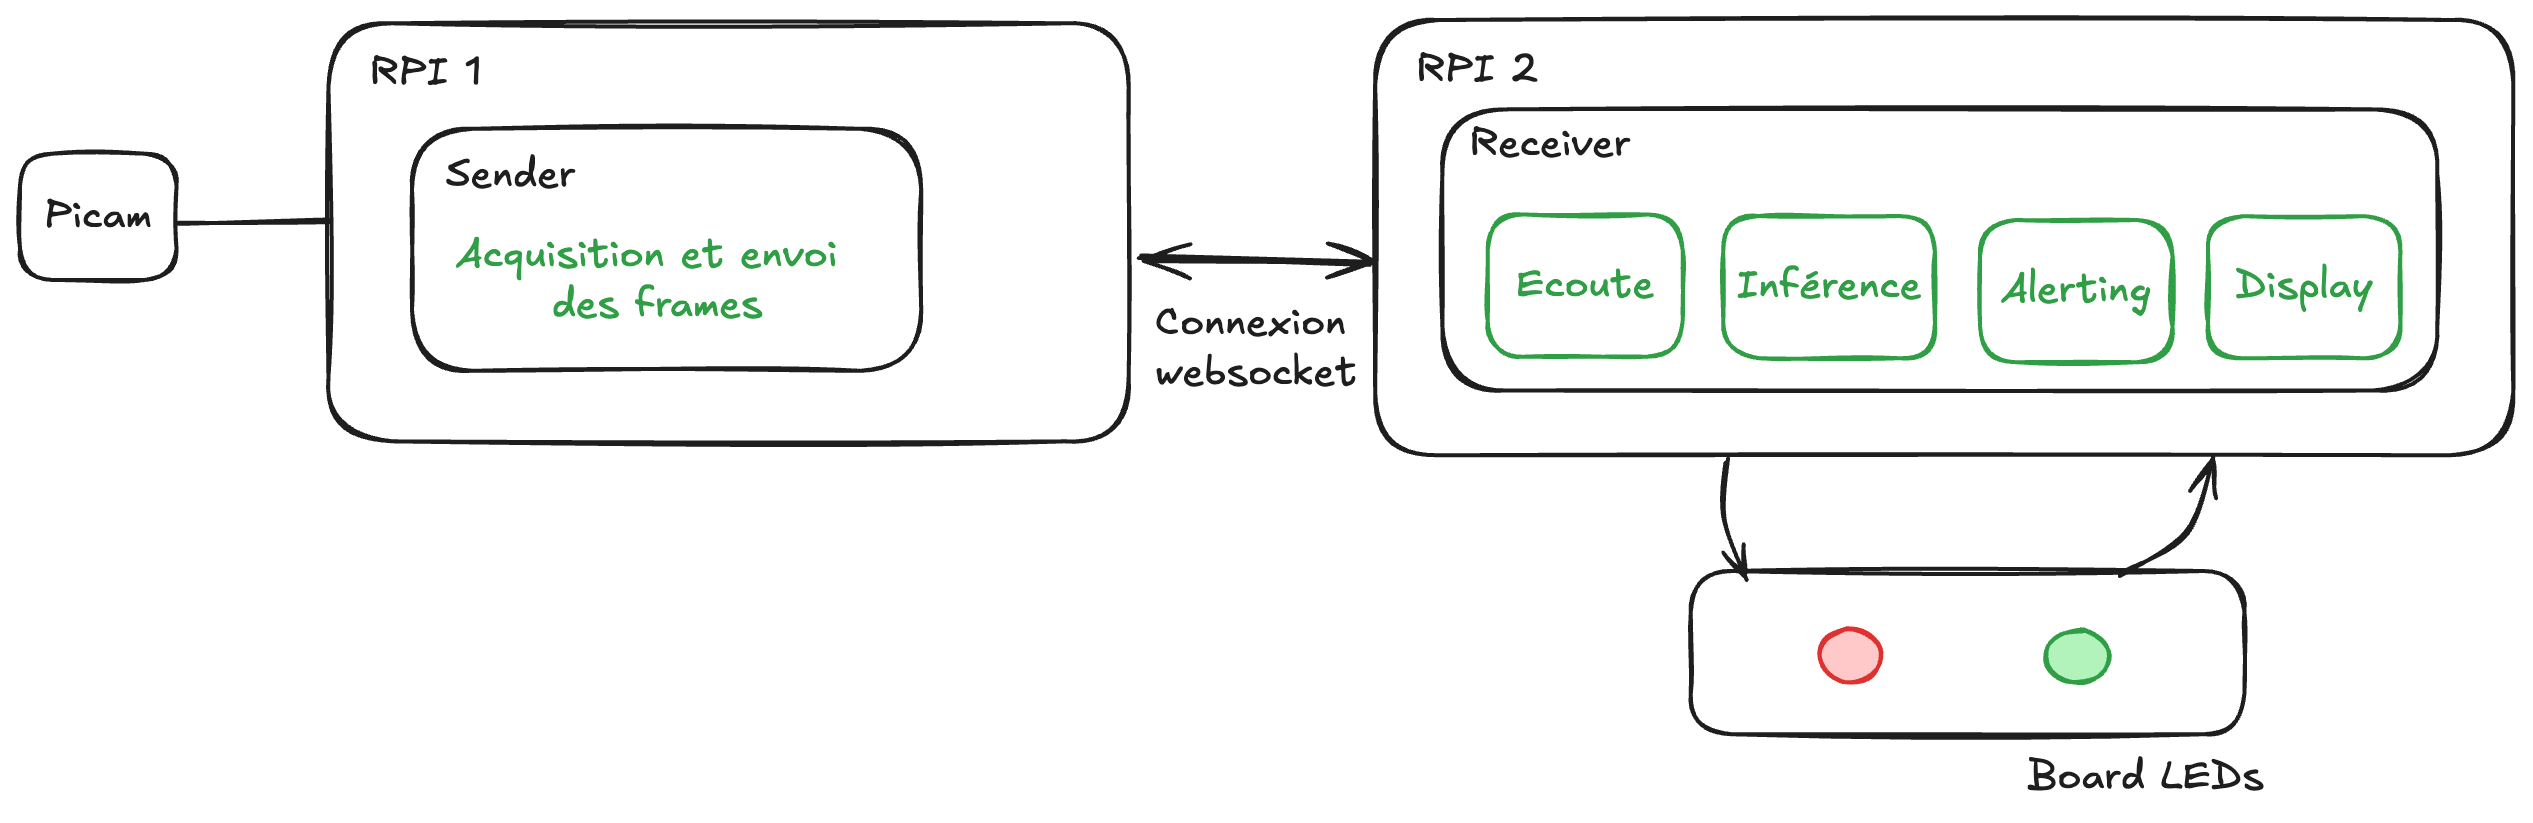 Picam
RPI 1
Sender
Acquisition et envoi
des frames
Connexion
websocket
RPI 2
Receiver
Ecoute
Inférence
Alerting
Display
Board LEDs